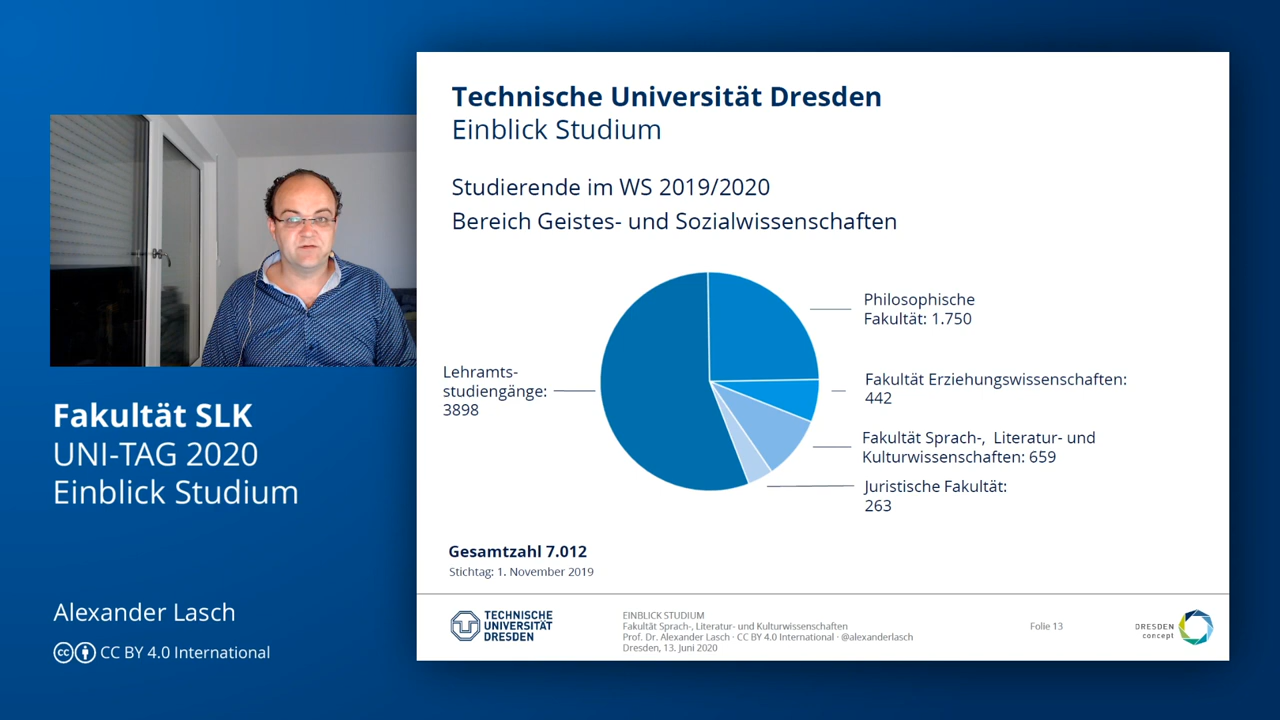 Technische Universität Dresden
Einblick Studium
Studierende im WS 2019/2020
Bereich Geistes- und Sozialwissenschaften
Philosophische
Fakultät: 1.750
Lehramts-
studiengänge:
3898
Fakultät Erziehungswissenschaften:
442
Fakultät Sprach-, Literatur- und
Kulturwissenschaften: 659
Juristische Fakultät:
263
Gesamtzahl 7.012
Stichtag: 1. November 2019
TECHNISCHE
UNIVERSITÄT
DRESDEN
EINBLICK STUDIUM
Fakultät Sprach-, Literatur- und Kulturwissenschaften
Prof. Dr. Alexander Lasch · CC BY 4.0 International · @alexanderlasch
Dresden, 13. Juni 2020
Folie 13
DRESDEN
concept
Fakultät SLK
UNI-TAG 2020
Einblick Studium
Alexander Lasch
cc CC BY 4.0 International